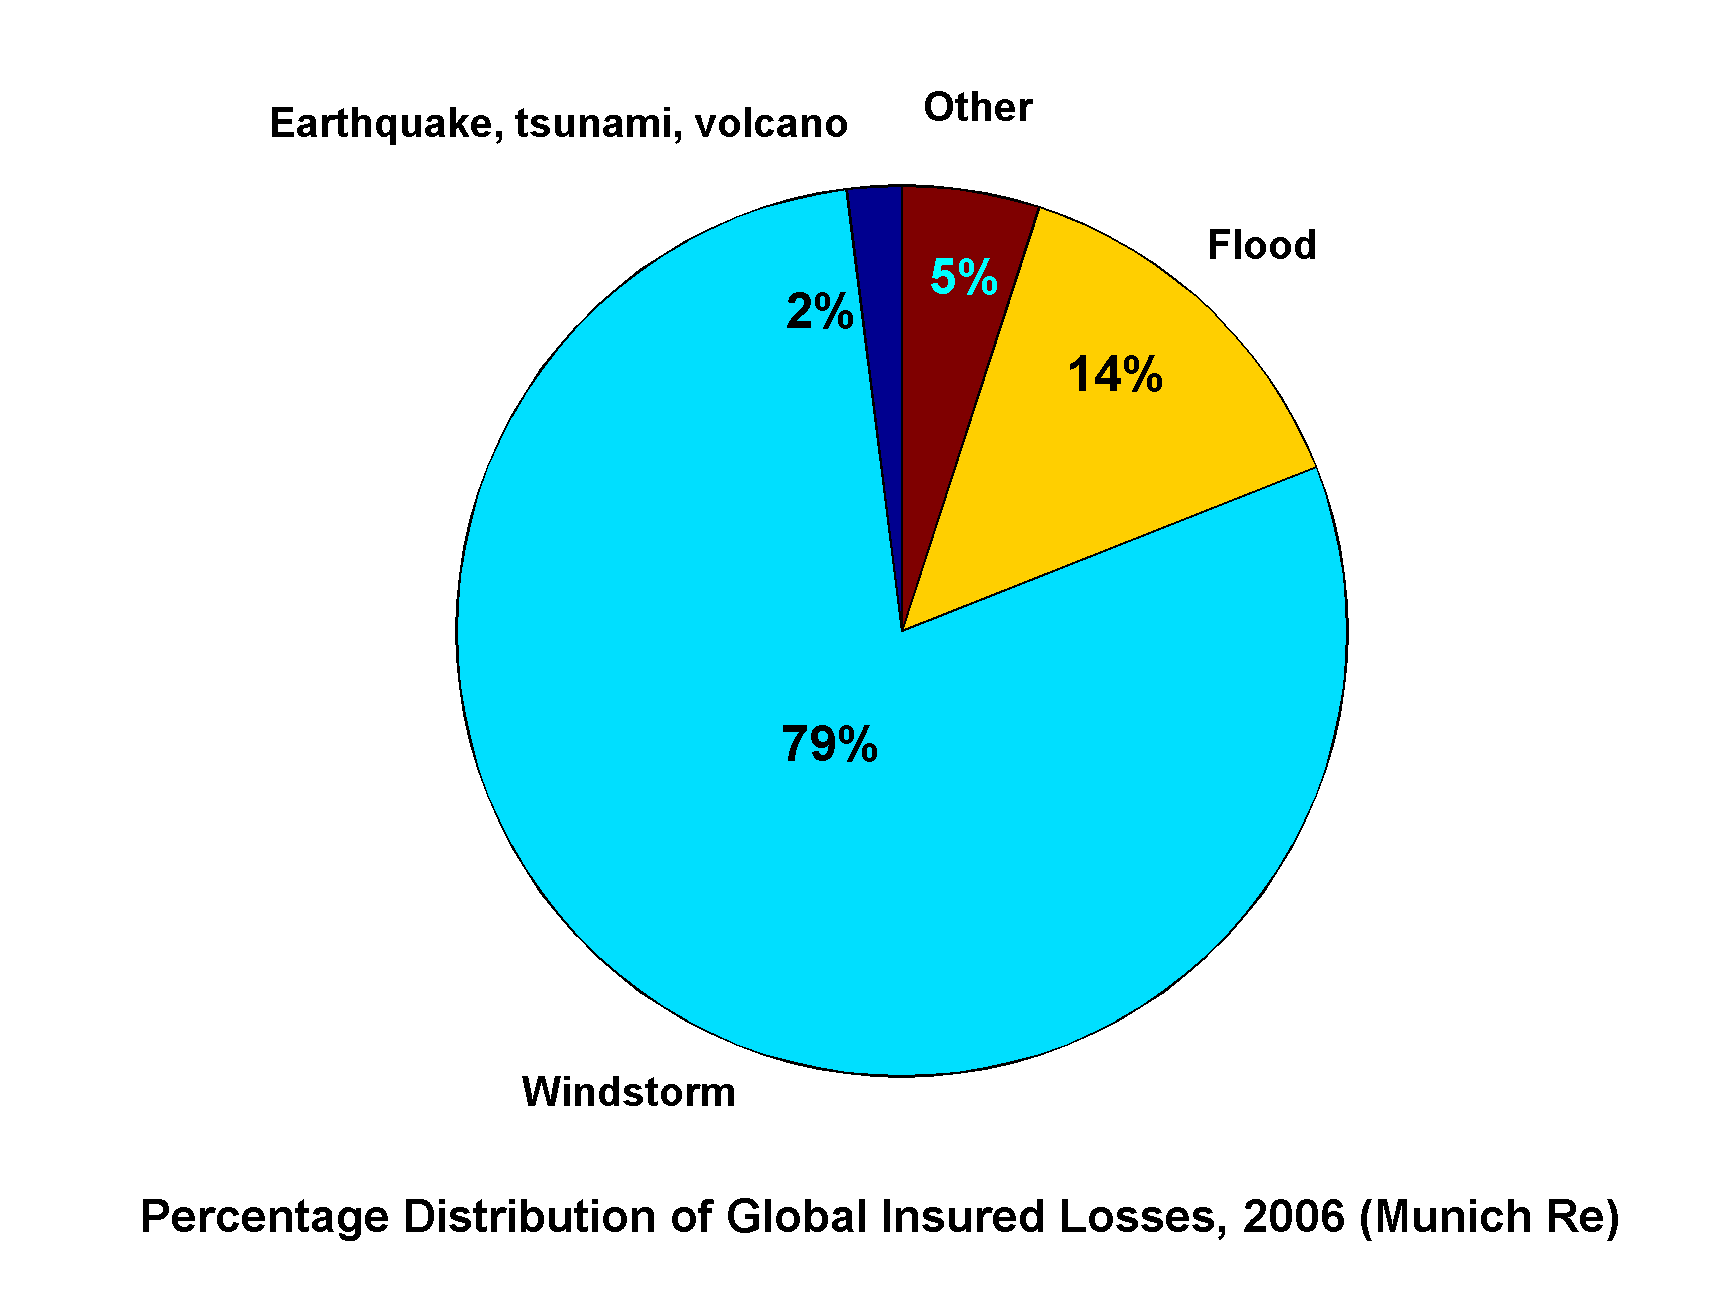 Other
Earthquake, tsunami, volcano
Flood
5%
2%
14%
79%
Windstorm
Percentage Distribution of Global Insured Losses, 2006 (Munich Re)